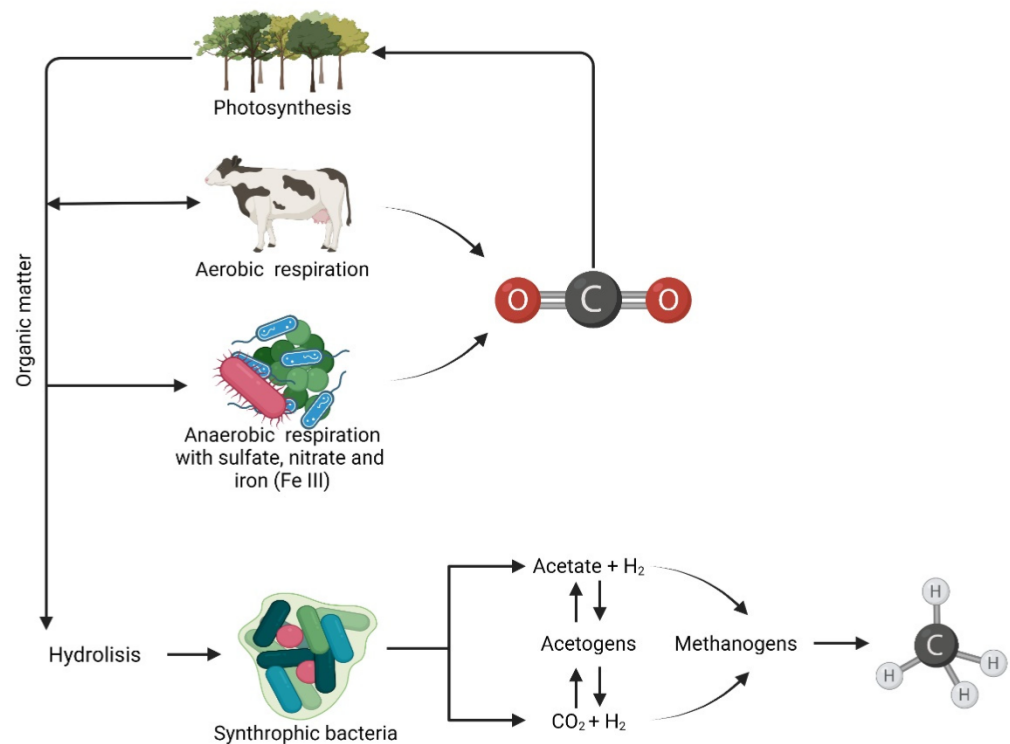 Photosynthesis
Aerobic respiration
O C O
Organic matter
Anaerobic respiration
with sulfate, nitrate and
iron (Fe III)
Acetate + H₂
Hydrolisis
Acetogens
Methanogens
H
C
H
H
H
Synthrophic bacteria
CO₂ + H₂